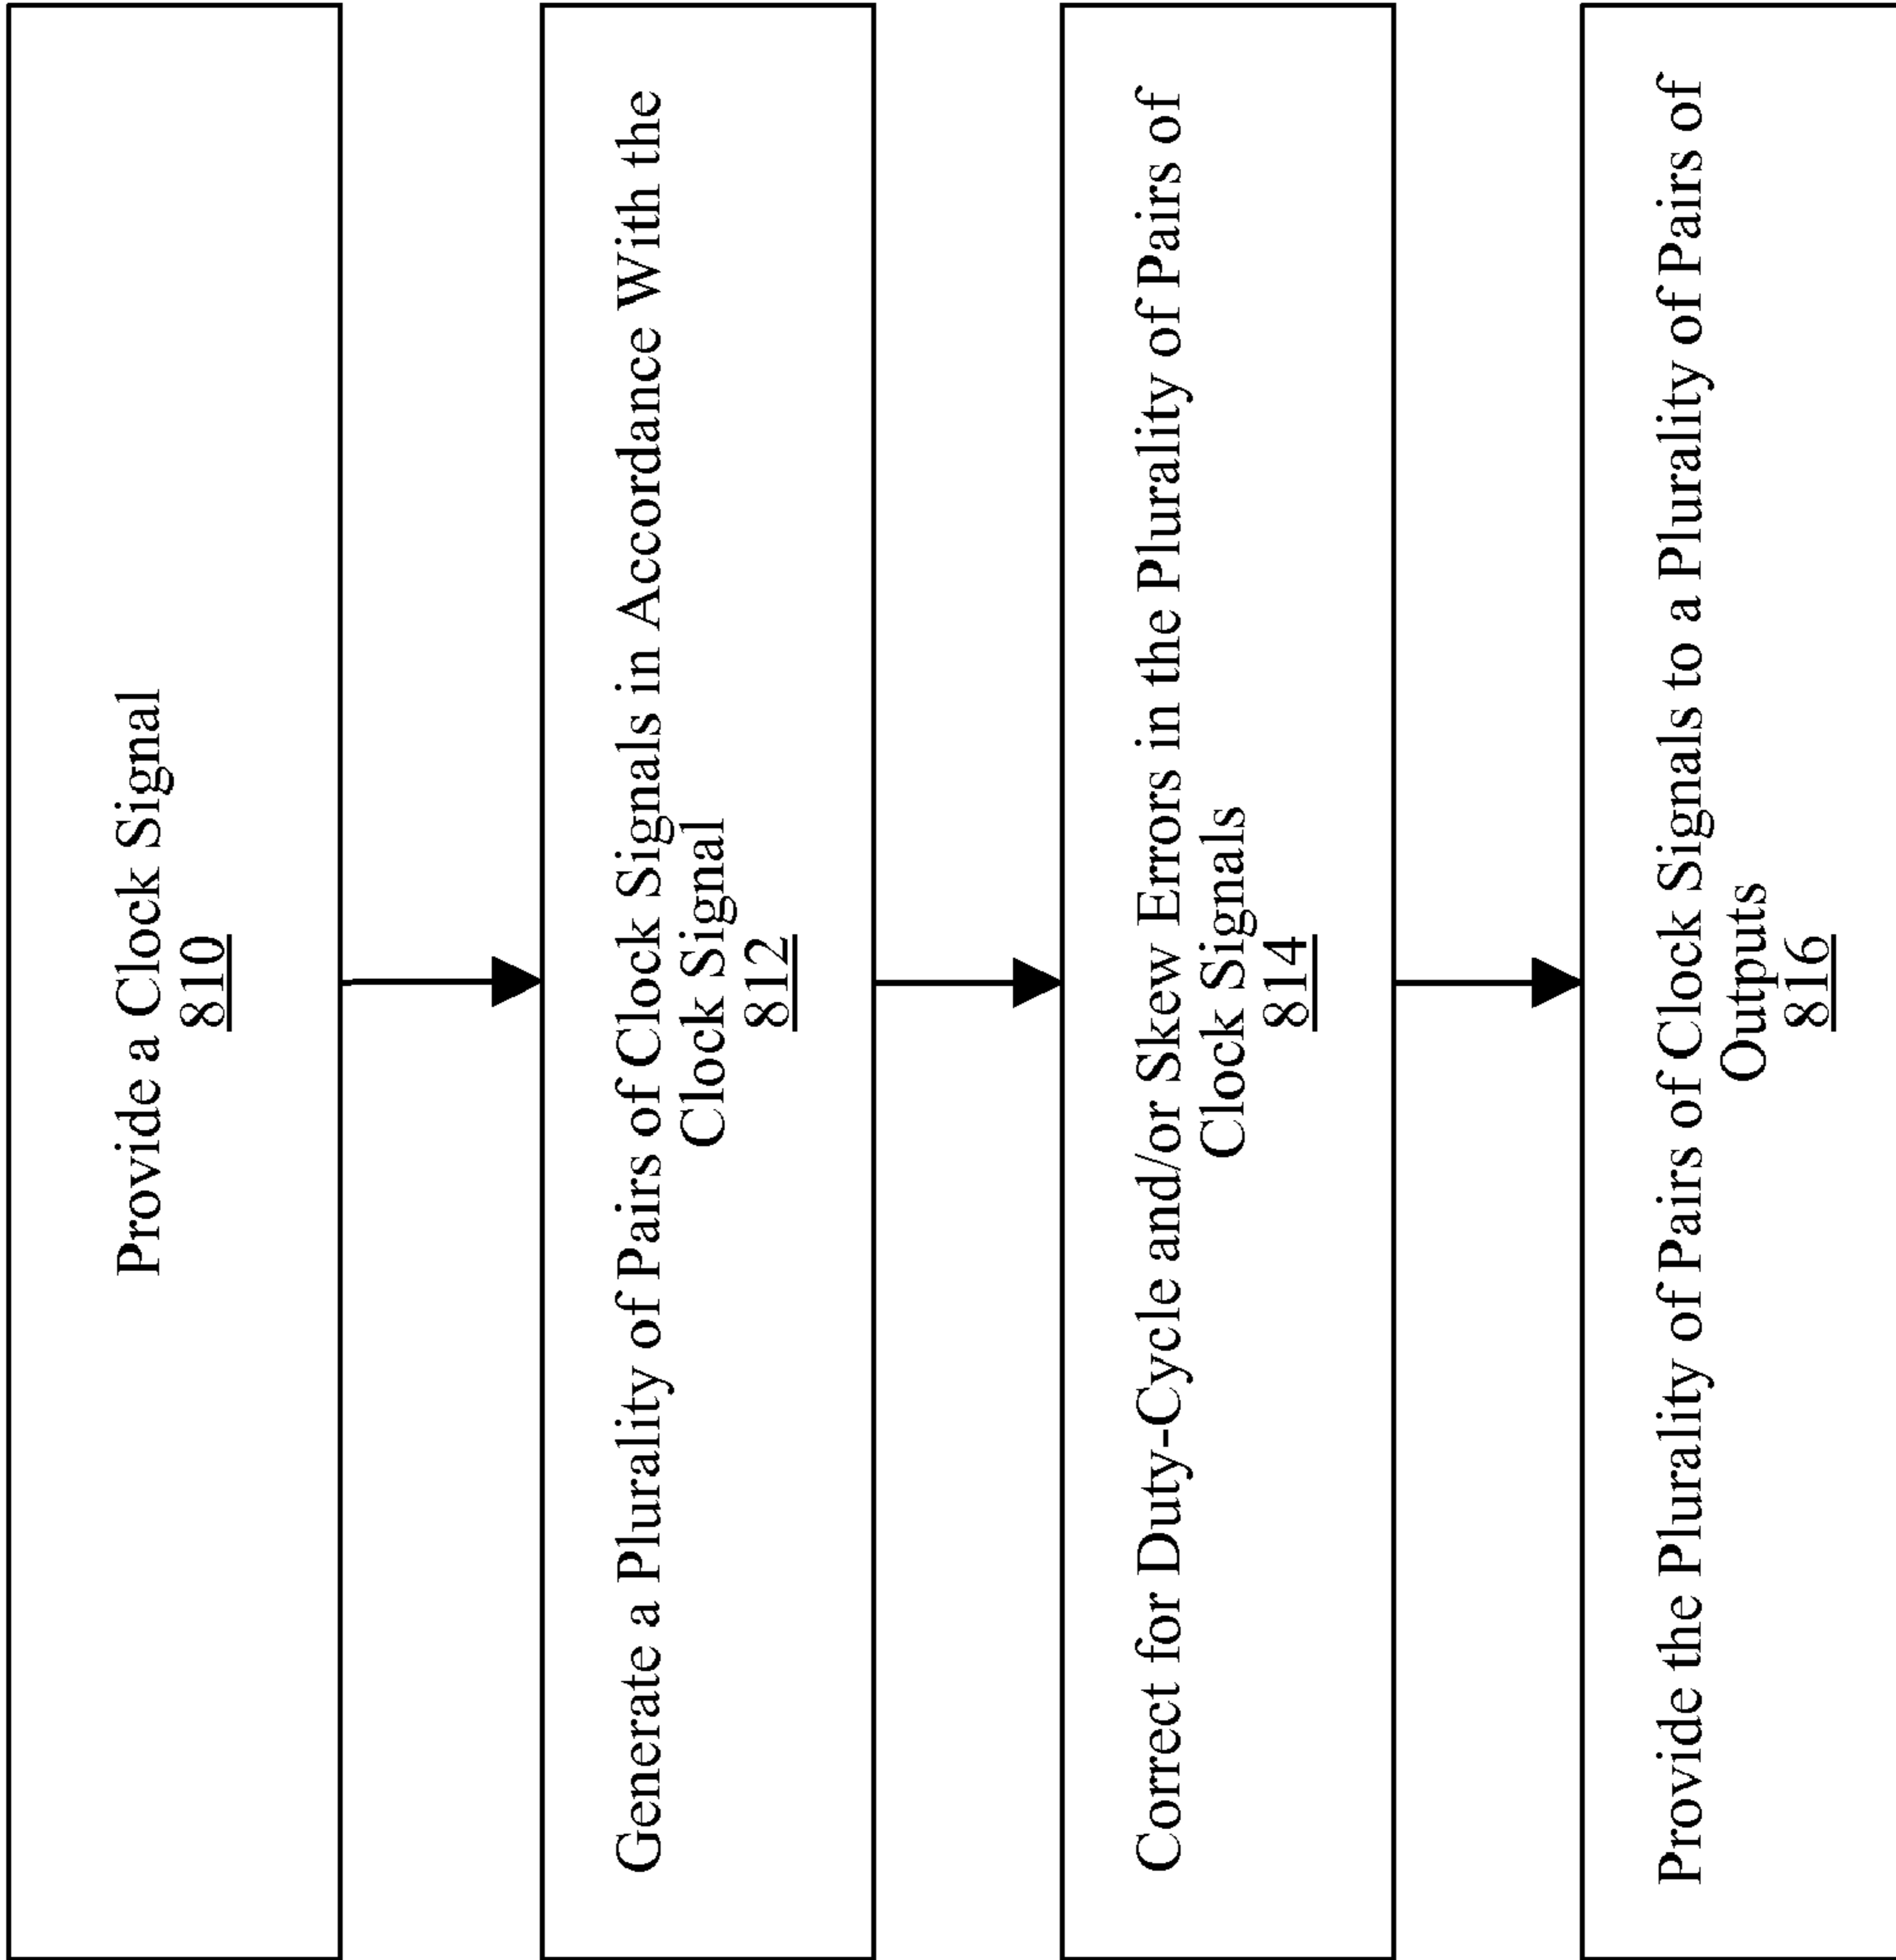 Provide a Clock Signal
810
Generate a Plurality of Pairs of Clock Signals in Accordance With the
Clock Signal
812
Correct for Duty-Cycle and/or Skew Errors in the Plurality of Pairs of
Clock Signals
814
Provide the Plurality of Pairs of Clock Signals to a Plurality of Pairs of
Outputs
816